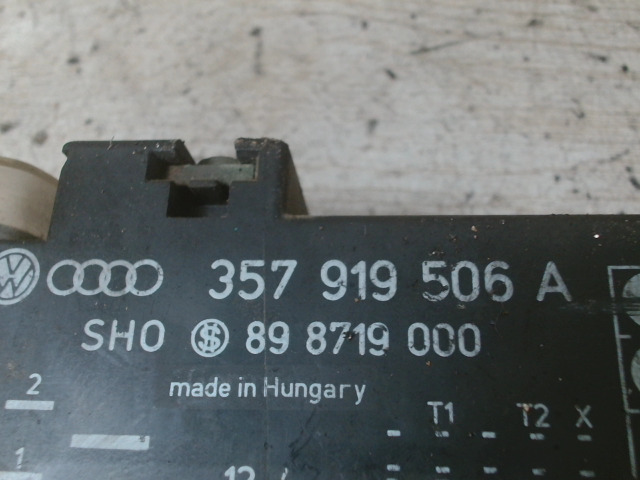 357 919 506 A
SHO 89 8719 000
made in Hungary
2
T1 T2 X
1
12